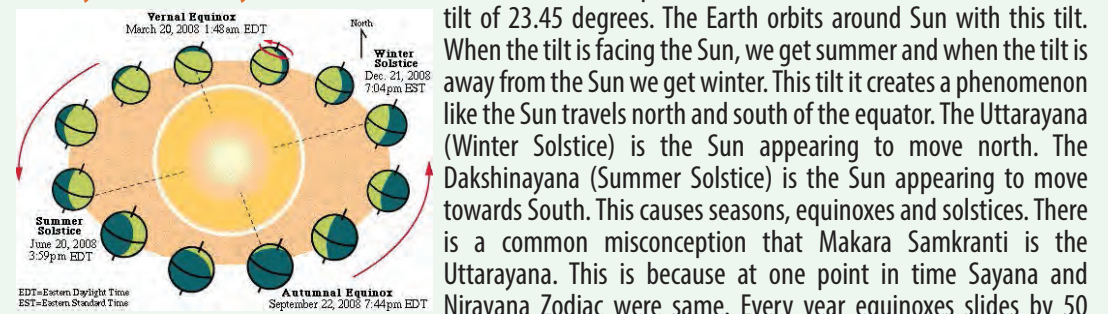 Vernal Equinox
March 20, 2008 1:48am EDT
North
Winter
Solstice
Dec. 21, 2008
7:04pm EST
Summer
Solstice
June 20, 2008
3:59pm EDT
EDT=Eastern Daylight Time
EST=Eastern Standard Time
Autumnal Equinox
September 22, 2008 7:44pm EDT
tilt of 23.45 degrees. The Earth orbits around Sun with this tilt.
When the tilt is facing the Sun, we get summer and when the tilt is
away from the Sun we get winter. This tilt it creates a phenomenon
like the Sun travels north and south of the equator. The Uttarayana
(Winter Solstice) is the Sun appearing to move north. The
Dakshinayana (Summer Solstice) is the Sun appearing to move
towards South. This causes seasons, equinoxes and solstices. There
is a common misconception that Makara Samkranti is the
Uttarayana. This is because at one point in time Sayana and
Nirayana Zodiac were same. Every year equinoxes slides by 50